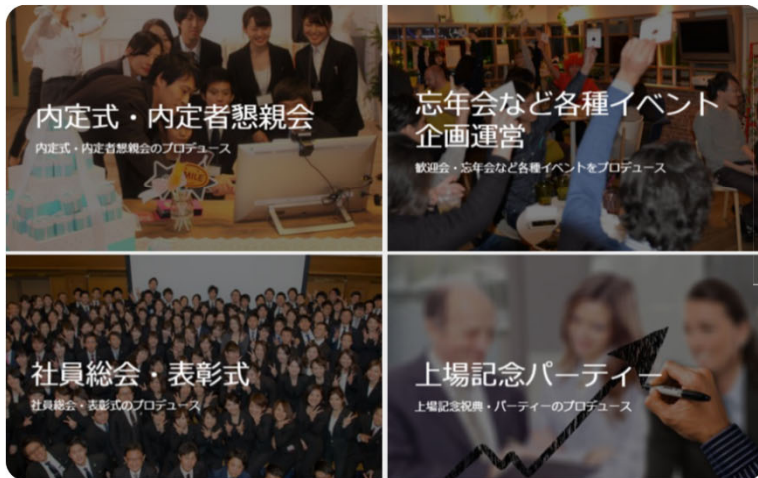 内定式・内定者懇親会
内定式・内定者懇親会のプロデュース
忘年会など各種イベント
企画運営
歓迎会・忘年会など各種イベントをプロデュース
社員総会・表彰式
社員総会・表彰式のプロデュース
上場記念パーティー
上場記念祝典・パーティーのプロデュース
SMILE